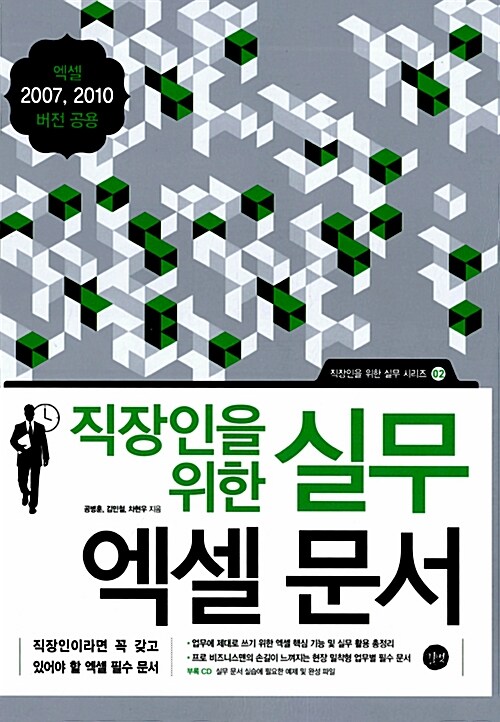 엑셀
2007, 2010
버전 공용
직장인을 위한 실무 시리즈 02
직장인을
위한 실무
공병훈, 김민철, 차현우 지음
엑셀 문서
직장인이라면 꼭 갖고
있어야 할 엑셀 필수 문서
• 업무에 제대로 쓰기 위한 엑셀 핵심 기능 및 실무 활용 총정리
• 프로 비즈니스맨의 손길이 느껴지는 현장 밀착형 업무별 필수 문서
부록 CD 실무 문서 실습에 필요한 예제 및 완성 파일
길벗